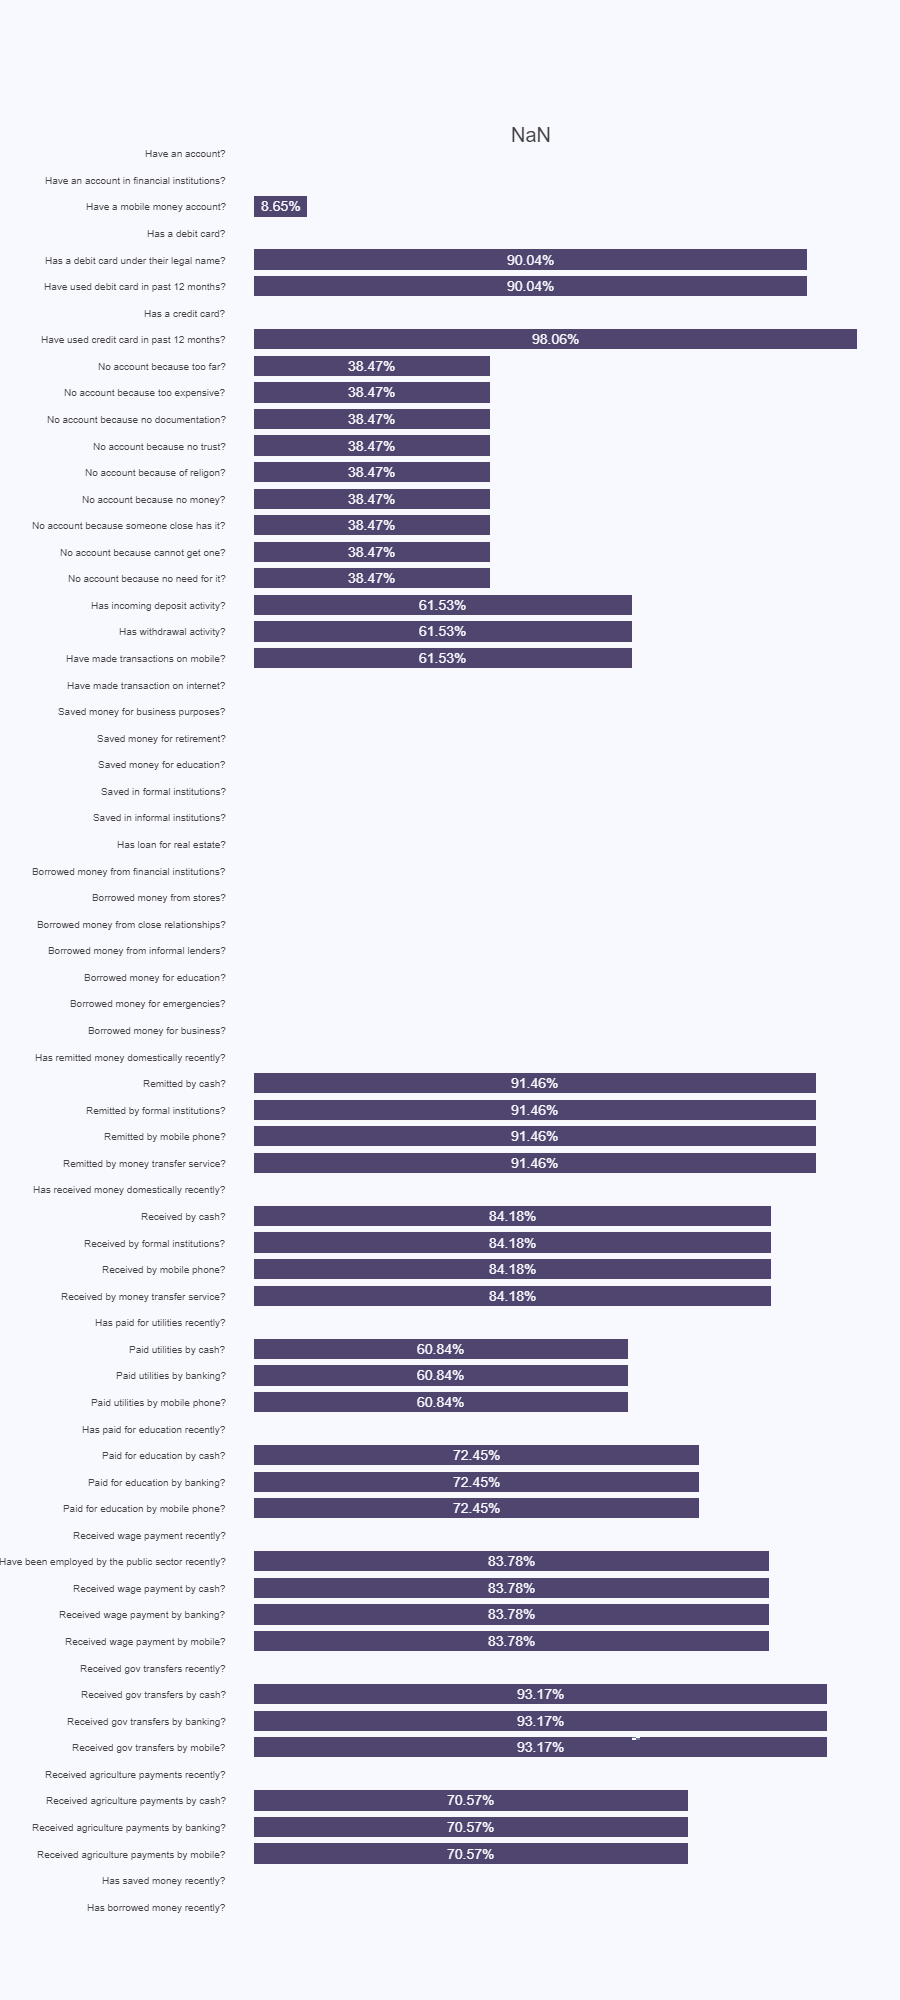 NaN
Have an account?
Have an account in financial institutions?
Have a mobile money account? 8.65%
Has a debit card?
Has a debit card under their legal name? 90.04%
Have used debit card in past 12 months? 90.04%
Has a credit card?
Have used credit card in past 12 months? 98.06%
No account because too far? 38.47%
No account because too expensive? 38.47%
No account because no documentation? 38.47%
No account because no trust? 38.47%
No account because of religon? 38.47%
No account because no money? 38.47%
No account because someone close has it? 38.47%
No account because cannot get one? 38.47%
No account because no need for it? 38.47%
Has incoming deposit activity? 61.53%
Has withdrawal activity? 61.53%
Have made transactions on mobile? 61.53%
Have made transaction on internet?
Saved money for business purposes?
Saved money for retirement?
Saved money for education?
Saved in formal institutions?
Saved in informal institutions?
Has loan for real estate?
Borrowed money from financial institutions?
Borrowed money from stores?
Borrowed money from close relationships?
Borrowed money from informal lenders?
Borrowed money for education?
Borrowed money for emergencies?
Borrowed money for business?
Has remitted money domestically recently?
Remitted by cash? 91.46%
Remitted by formal institutions? 91.46%
Remitted by mobile phone? 91.46%
Remitted by money transfer service? 91.46%
Has received money domestically recently?
Received by cash? 84.18%
Received by formal institutions? 84.18%
Received by mobile phone? 84.18%
Received by money transfer service? 84.18%
Has paid for utilities recently?
Paid utilities by cash? 60.84%
Paid utilities by banking? 60.84%
Paid utilities by mobile phone? 60.84%
Has paid for education recently?
Paid for education by cash? 72.45%
Paid for education by banking? 72.45%
Paid for education by mobile phone? 72.45%
Received wage payment recently?
Have been employed by the public sector recently? 83.78%
Received wage payment by cash? 83.78%
Received wage payment by banking? 83.78%
Received wage payment by mobile? 83.78%
Received gov transfers recently?
Received gov transfers by cash? 93.17%
Received gov transfers by banking? 93.17%
Received gov transfers by mobile? 93.17%
Received agriculture payments recently?
Received agriculture payments by cash? 70.57%
Received agriculture payments by banking? 70.57%
Received agriculture payments by mobile? 70.57%
Has saved money recently?
Has borrowed money recently?